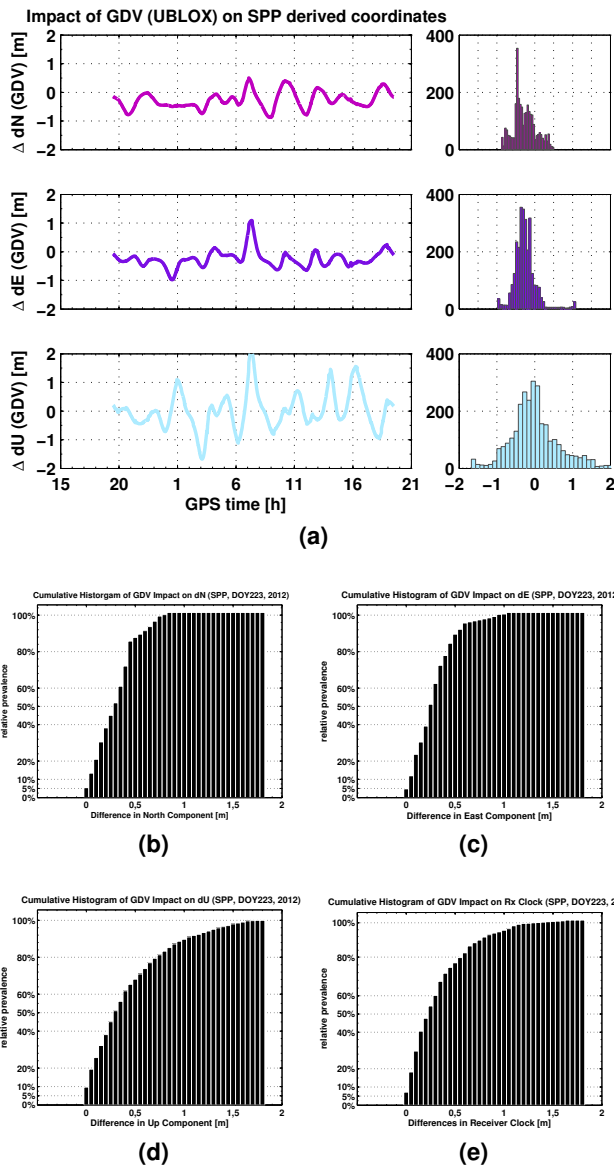 Impact of GDV (UBLOX) on SPP derived coordinates
Δ dN (GDV) [m]
2
1
0
−1
−2
400
200
0
Δ dE (GDV) [m]
2
1
0
−1
−2
400
200
0
Δ dU (GDV) [m]
2
1
0
−1
−2
400
200
0
15 20 1 6 11 16 21
−2 −1 0 1 2
GPS time [h]
(a)
Cumulative Historgam of GDV Impact on dN (SPP, DOY223, 2012)
relative prevalence
100%
80%
60%
40%
10%
5%
0%
0 0,5 1 1,5 2
Difference in North Component [m]
(b)
Cumulative Histogram of GDV Impact on dE (SPP, DOY223, 2012
relative prevalence
100%
80%
60%
40%
10%
5%
0%
0 0,5 1 1,5 2
Difference in East Component [m]
(c)
Cumulative Histogram of GDV Impact on dU (SPP, DOY223, 2012)
relative prevalence
100%
80%
60%
40%
10%
5%
0%
0 0,5 1 1,5 2
Difference in Up Component [m]
(d)
Cumulative Histogram of GDV Impact on Rx Clock (SPP, DOY223, 2
relative prevalence
100%
80%
60%
40%
10%
5%
0%
0 0,5 1 1,5 2
Differences in Receiver Clock [m]
(e)